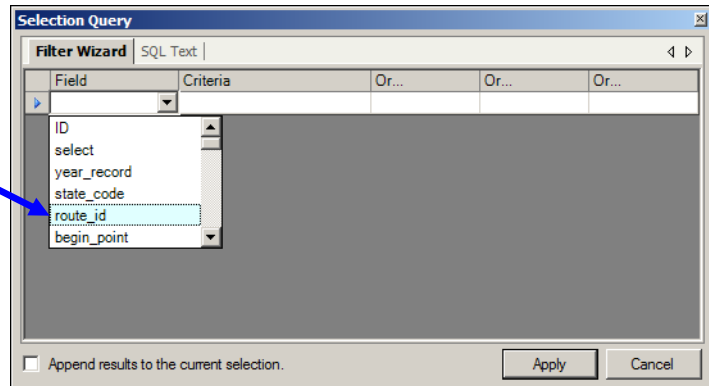 Selection Query
Filter Wizard SQL Text
Field Criteria Or... Or... Or...
ID
select
year_record
state_code
route_id
begin_point
Append results to the current selection. Apply Cancel